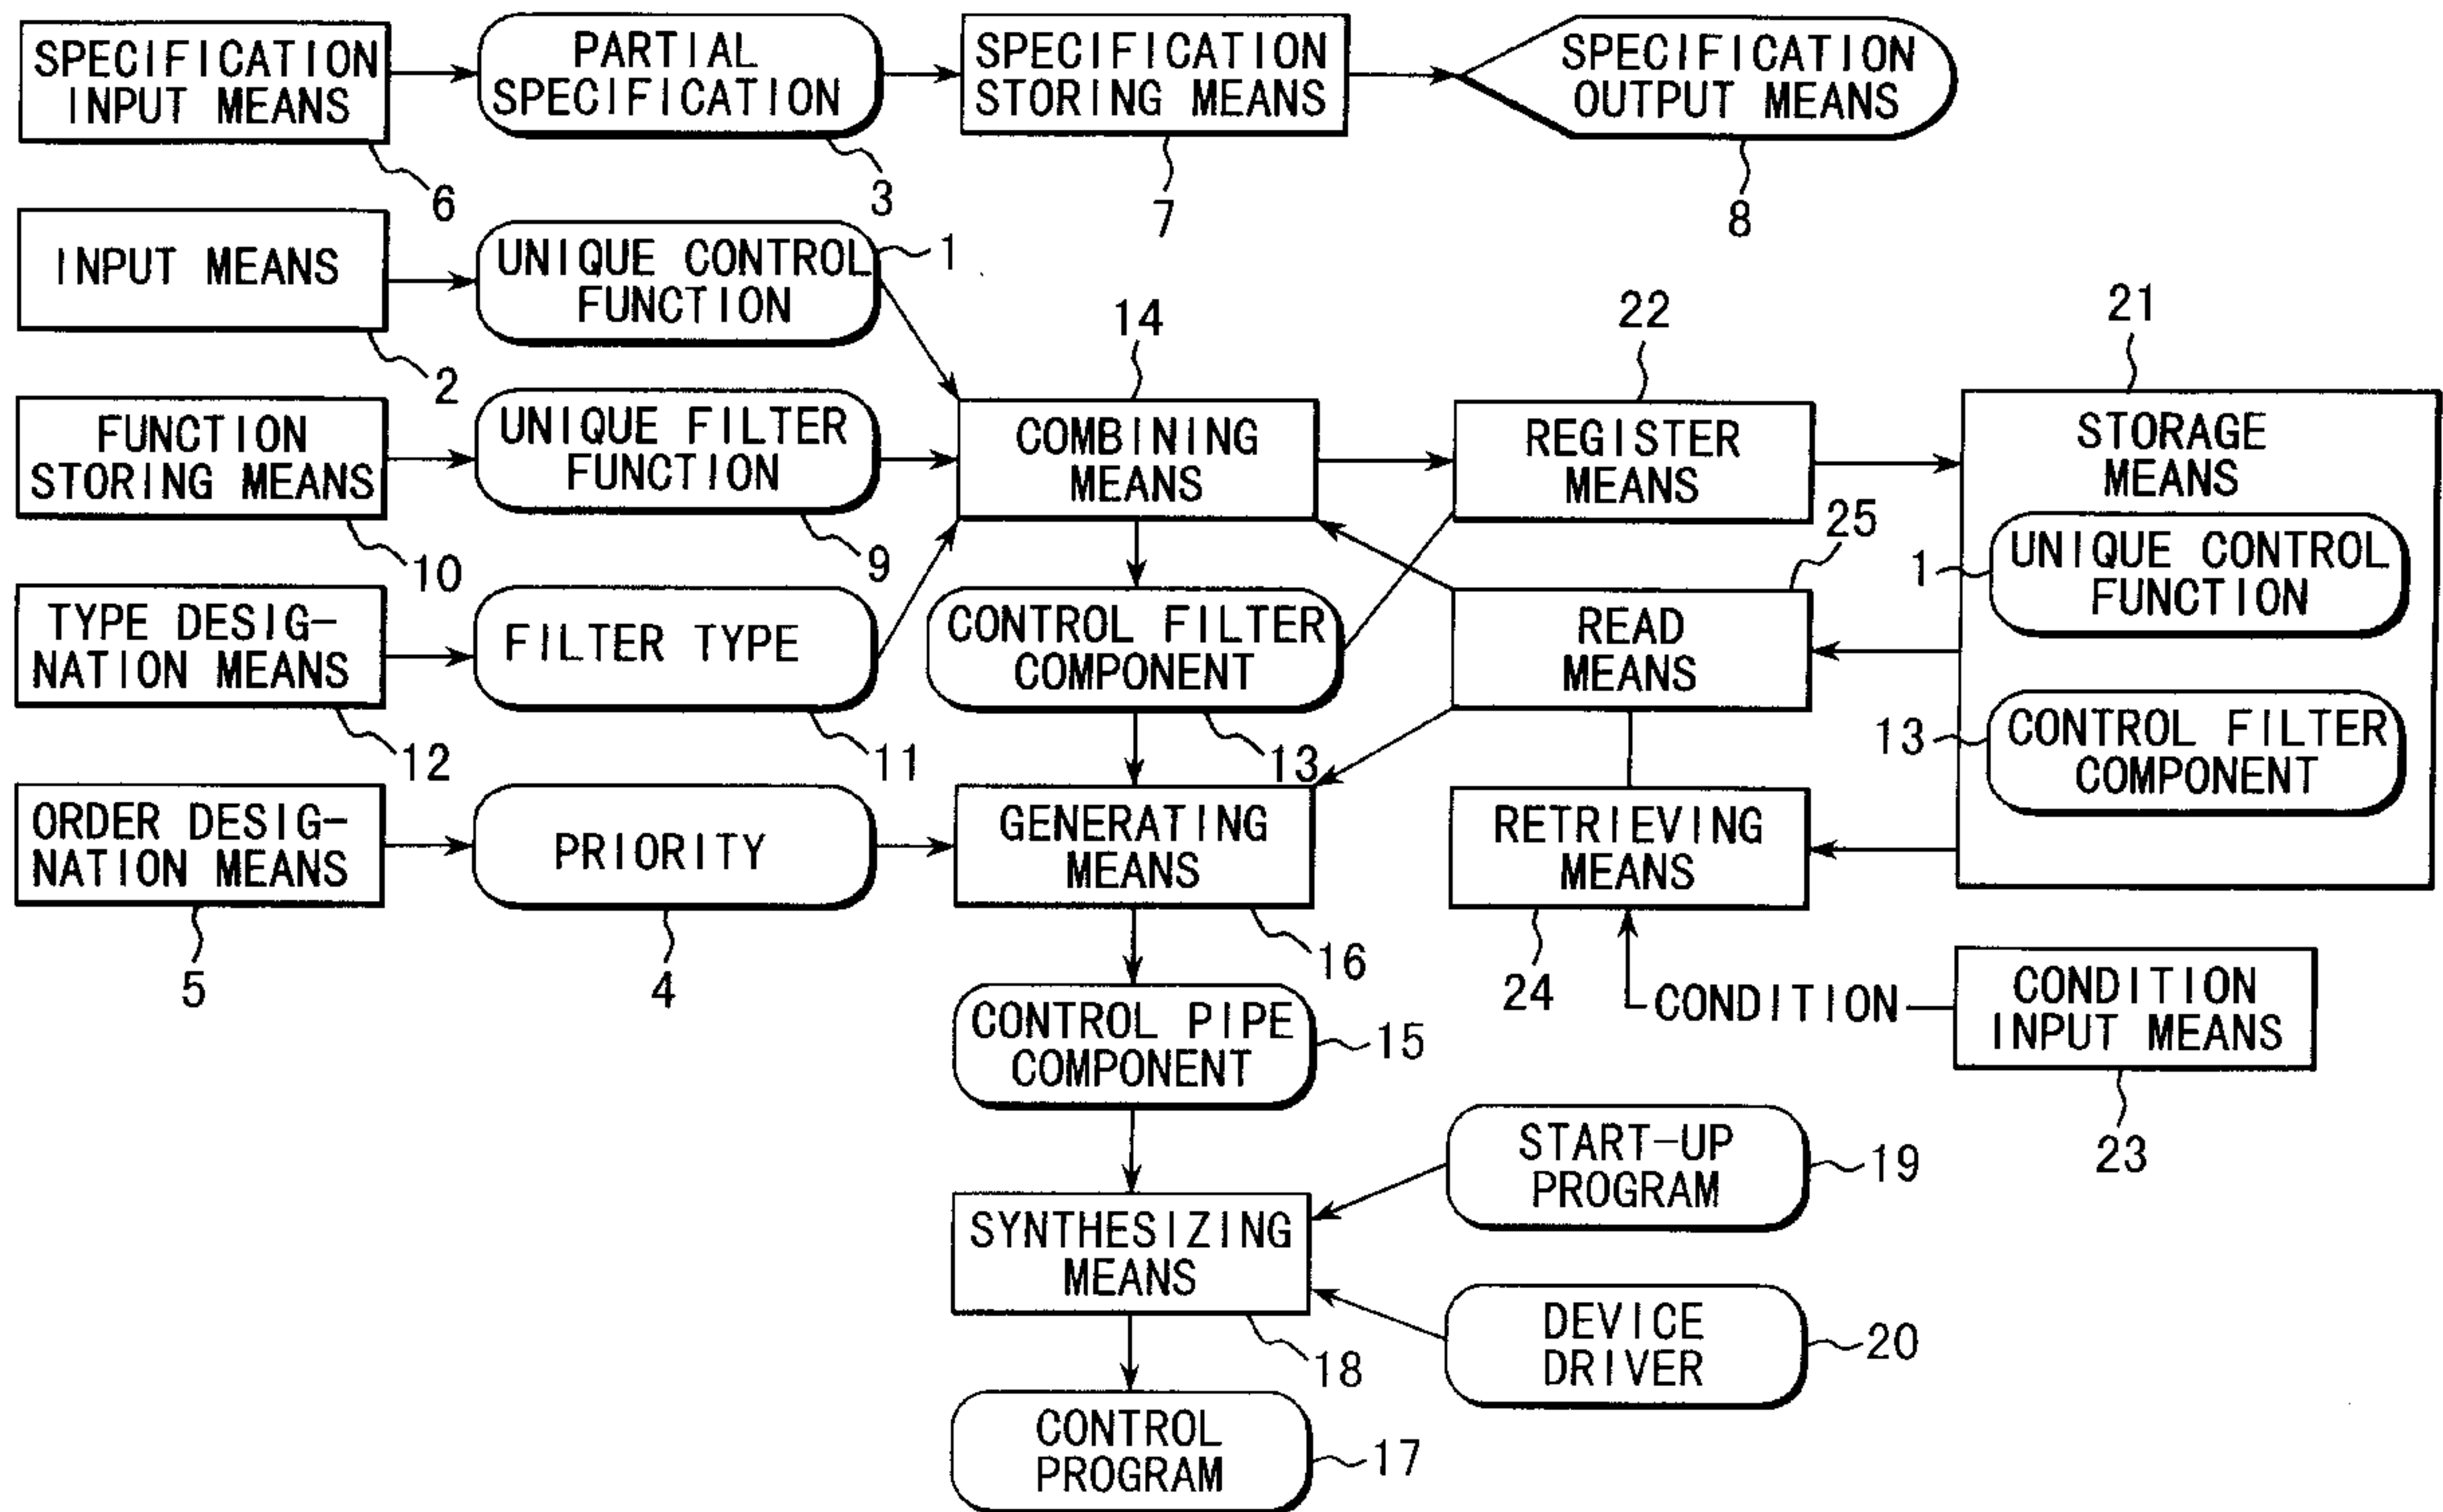 SPECIFICATION
INPUT MEANS
6
PARTIAL
SPECIFICATION
3
SPECIFICATION
STORING MEANS
7
SPECIFICATION
OUTPUT MEANS
8
INPUT MEANS
2
UNIQUE CONTROL
FUNCTION
1
FUNCTION
STORING MEANS
10
UNIQUE FILTER
FUNCTION
9
14
COMBINING
MEANS
22
REGISTER
MEANS
21
STORAGE
MEANS
1
UNIQUE CONTROL
FUNCTION
13
CONTROL FILTER
COMPONENT
TYPE DESIG-
NATION MEANS
12
FILTER TYPE
11
CONTROL FILTER
COMPONENT
13
25
READ
MEANS
ORDER DESIG-
NATION MEANS
5
PRIORITY
4
GENERATING
MEANS
16
RETRIEVING
MEANS
24
CONDITION
CONDITION
INPUT MEANS
23
CONTROL PIPE
COMPONENT
15
START-UP
PROGRAM
19
SYNTHESIZING
MEANS
18
DEVICE
DRIVER
20
CONTROL
PROGRAM
17